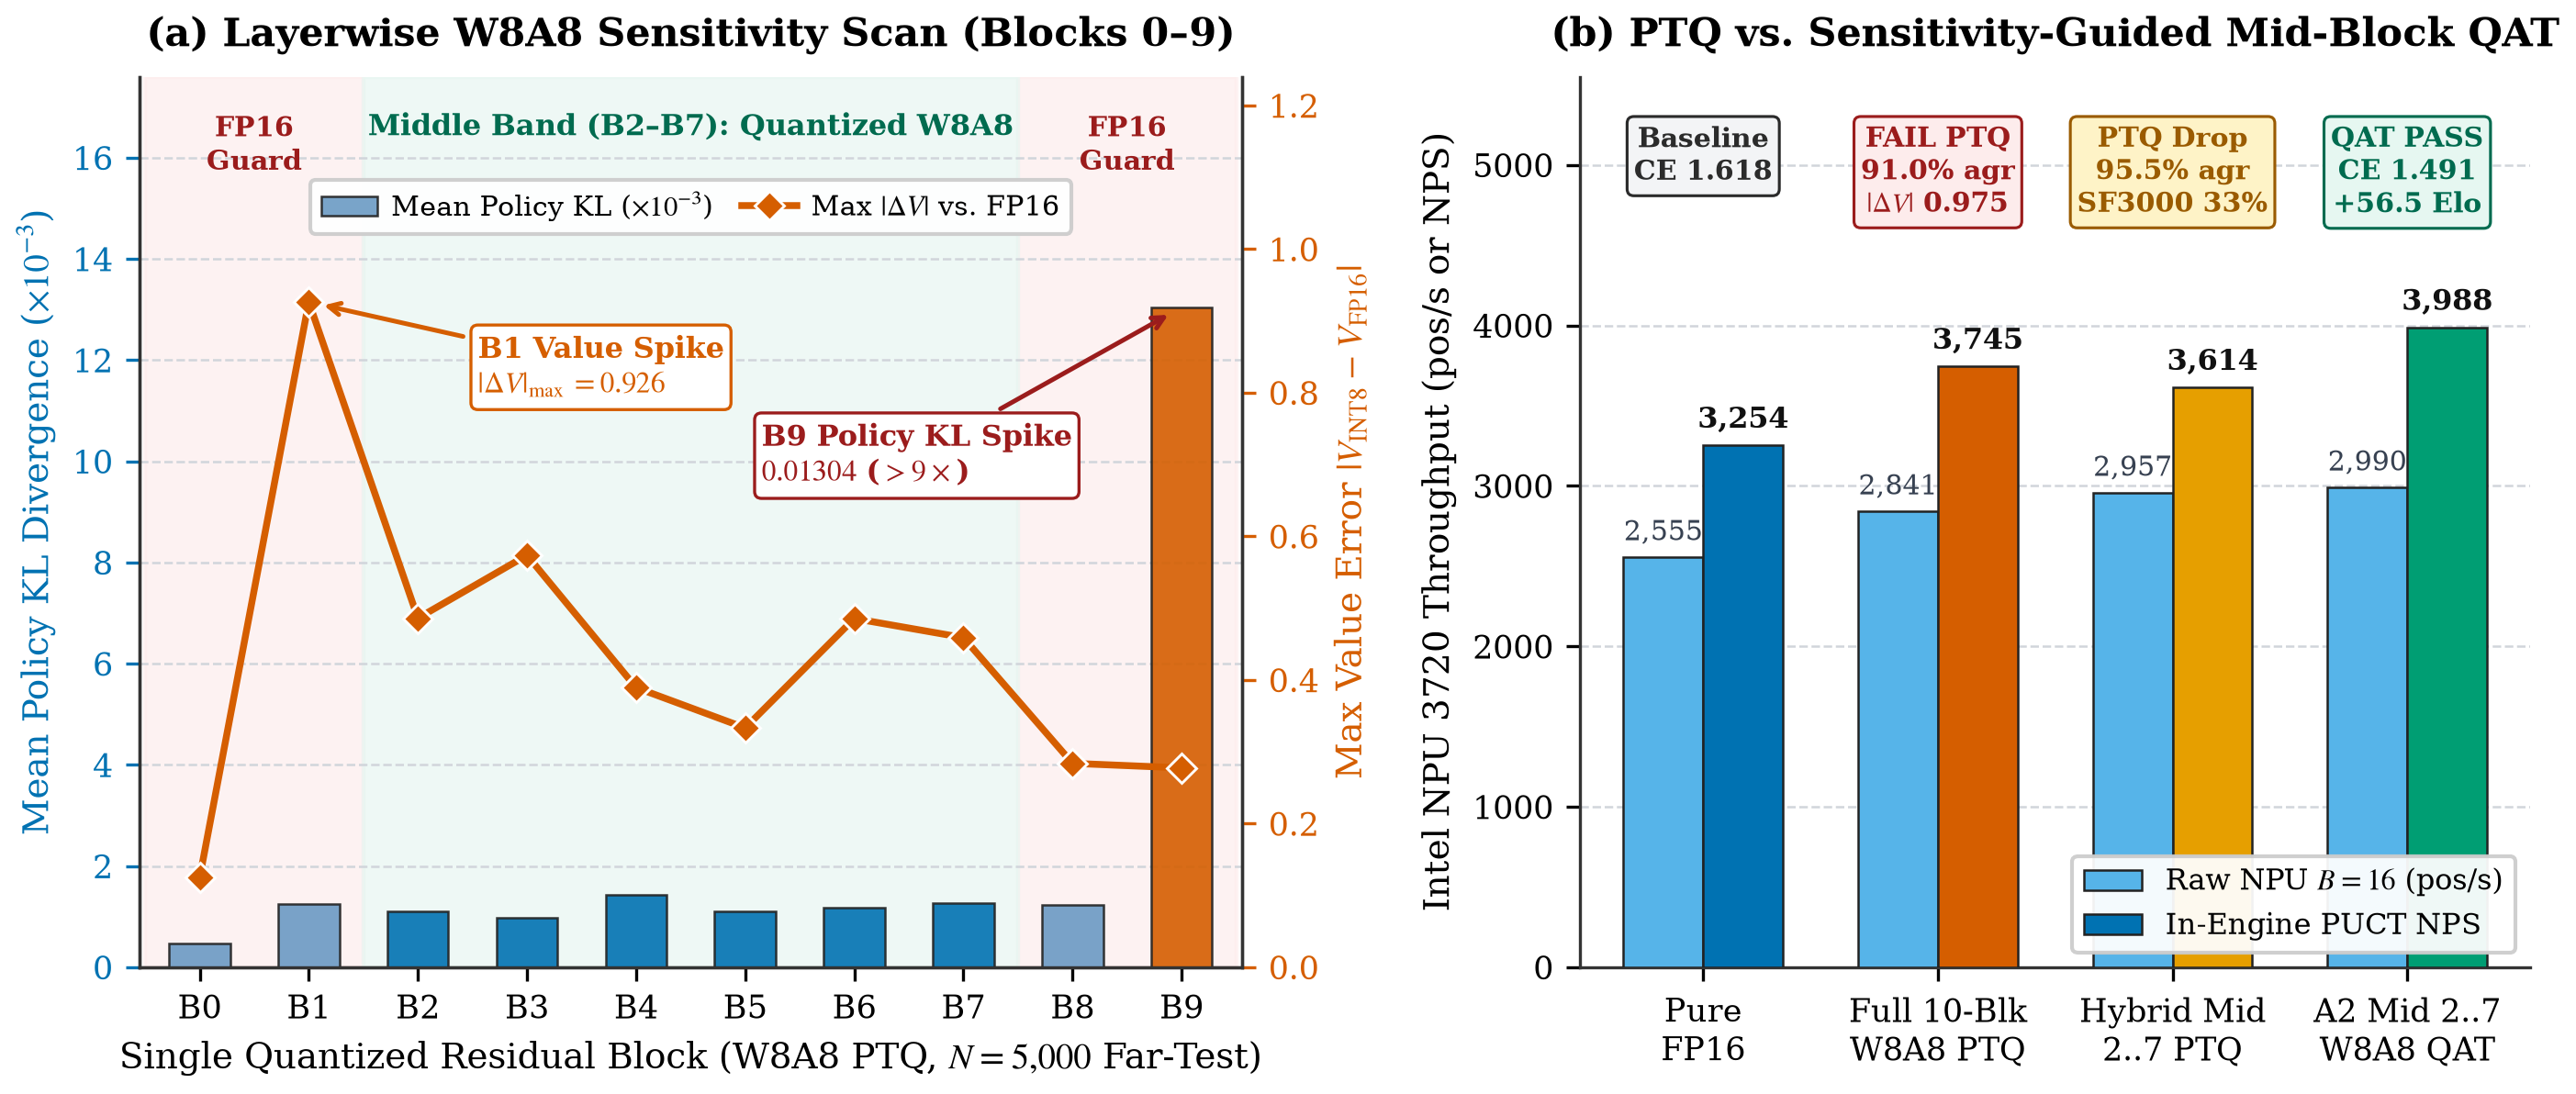 (a) Layerwise W8A8 Sensitivity Scan (Blocks 0–9)
FP16
Guard
Middle Band (B2–B7): Quantized W8A8
FP16
Guard
Mean Policy KL (×10⁻³)
Max |ΔV| vs. FP16
B1 Value Spike
|ΔV|max = 0.926
B9 Policy KL Spike
0.01304 (>9×)
Mean Policy KL Divergence (×10⁻³)
16
14
12
10
8
6
4
2
0
1.2
1.0
0.8
0.6
0.4
0.2
0.0
Max Value Error |V_INT8 − V_FP16|
B0 B1 B2 B3 B4 B5 B6 B7 B8 B9
Single Quantized Residual Block (W8A8 PTQ, N = 5,000 Far-Test)
(b) PTQ vs. Sensitivity-Guided Mid-Block QAT
Intel NPU 3720 Throughput (pos/s or NPS)
5000
4000
3000
2000
1000
0
Baseline
CE 1.618
FAIL PTQ
91.0% agr
|ΔV| 0.975
PTQ Drop
95.5% agr
SF3000 33%
QAT PASS
CE 1.491
+56.5 Elo
2,555
3,254
2,841
3,745
2,957
3,614
2,990
3,988
Raw NPU B = 16 (pos/s)
In-Engine PUCT NPS
Pure
FP16
Full 10-Blk
W8A8 PTQ
Hybrid Mid
2..7 PTQ
A2 Mid 2..7
W8A8 QAT